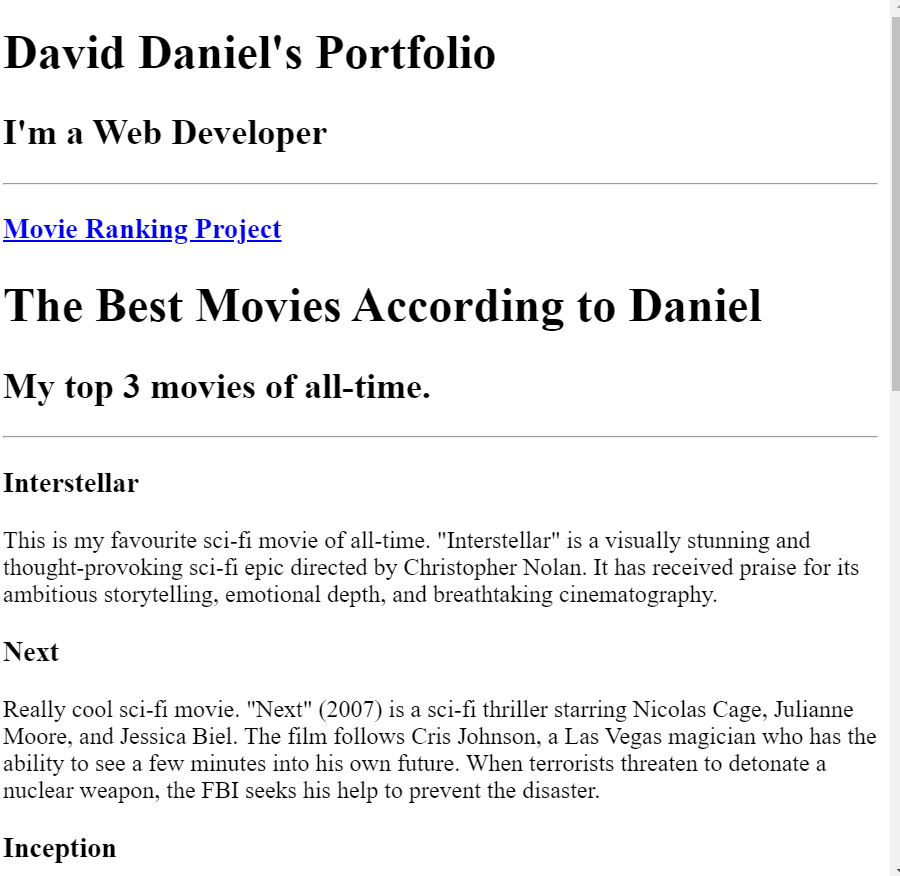 David Daniel's Portfolio
I'm a Web Developer
Movie Ranking Project
The Best Movies According to Daniel
My top 3 movies of all-time.
Interstellar
This is my favourite sci-fi movie of all-time. "Interstellar" is a visually stunning and
thought-provoking sci-fi epic directed by Christopher Nolan. It has received praise for its
ambitious storytelling, emotional depth, and breathtaking cinematography.
Next
Really cool sci-fi movie. "Next" (2007) is a sci-fi thriller starring Nicolas Cage, Julianne
Moore, and Jessica Biel. The film follows Cris Johnson, a Las Vegas magician who has the
ability to see a few minutes into his own future. When terrorists threaten to detonate a
nuclear weapon, the FBI seeks his help to prevent the disaster.
Inception